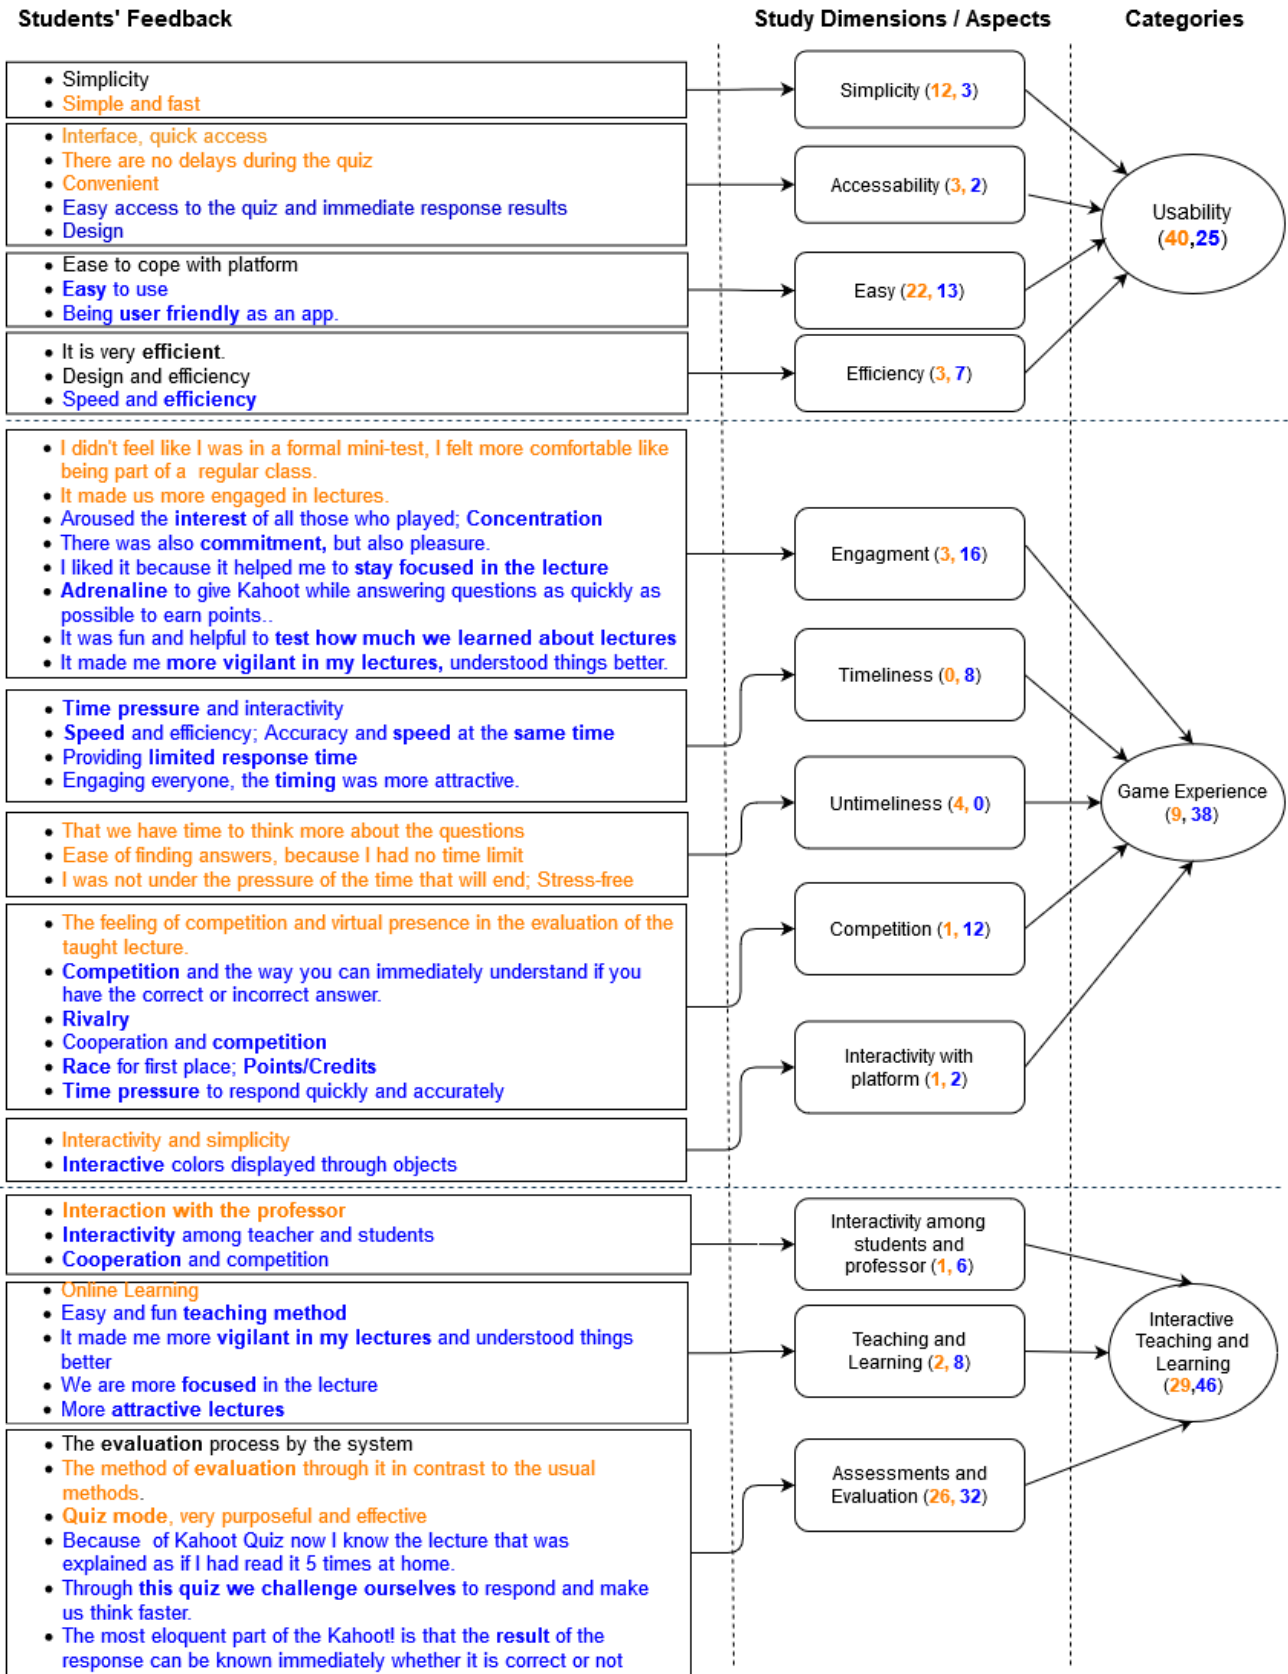 Students' Feedback
Study Dimensions / Aspects
Categories
• Simplicity
• Simple and fast
Simplicity (12, 3)
• Interface, quick access
• There are no delays during the quiz
• Convenient
• Easy access to the quiz and immediate response results
• Design
Accessability (3, 2)
• Ease to cope with platform
• Easy to use
• Being user friendly as an app.
Easy (22, 13)
• It is very efficient.
• Design and efficiency
• Speed and efficiency
Efficiency (3, 7)
Usability
(40,25)
• I didn't feel like I was in a formal mini-test, I felt more comfortable like
being part of a regular class.
• It made us more engaged in lectures.
• Aroused the interest of all those who played; Concentration
• There was also commitment, but also pleasure.
• I liked it because it helped me to stay focused in the lecture
• Adrenaline to give Kahoot while answering questions as quickly as
possible to earn points..
• It was fun and helpful to test how much we learned about lectures
• It made me more vigilant in my lectures, understood things better.
Engagment (3, 16)
• Time pressure and interactivity
• Speed and efficiency; Accuracy and speed at the same time
• Providing limited response time
• Engaging everyone, the timing was more attractive.
Timeliness (0, 8)
• That we have time to think more about the questions
• Ease of finding answers, because I had no time limit
• I was not under the pressure of the time that will end; Stress-free
Untimeliness (4, 0)
• The feeling of competition and virtual presence in the evaluation of the
taught lecture.
• Competition and the way you can immediately understand if you
have the correct or incorrect answer.
• Rivalry
• Cooperation and competition
• Race for first place; Points/Credits
• Time pressure to respond quickly and accurately
Competition (1, 12)
• Interactivity and simplicity
• Interactive colors displayed through objects
Interactivity with
platform (1, 2)
Game Experience
(9, 38)
• Interaction with the professor
• Interactivity among teacher and students
• Cooperation and competition
Interactivity among
students and
professor (1, 6)
• Online Learning
• Easy and fun teaching method
• It made me more vigilant in my lectures and understood things
better
• We are more focused in the lecture
• More attractive lectures
Teaching and
Learning (2, 8)
• The evaluation process by the system
• The method of evaluation through it in contrast to the usual
methods.
• Quiz mode, very purposeful and effective
• Because of Kahoot Quiz now I know the lecture that was
explained as if I had read it 5 times at home.
• Through this quiz we challenge ourselves to respond and make
us think faster.
• The most eloquent part of the Kahoot! is that the result of the
response can be known immediately whether it is correct or not
Assessments and
Evaluation (26, 32)
Interactive
Teaching and
Learning
(29,46)